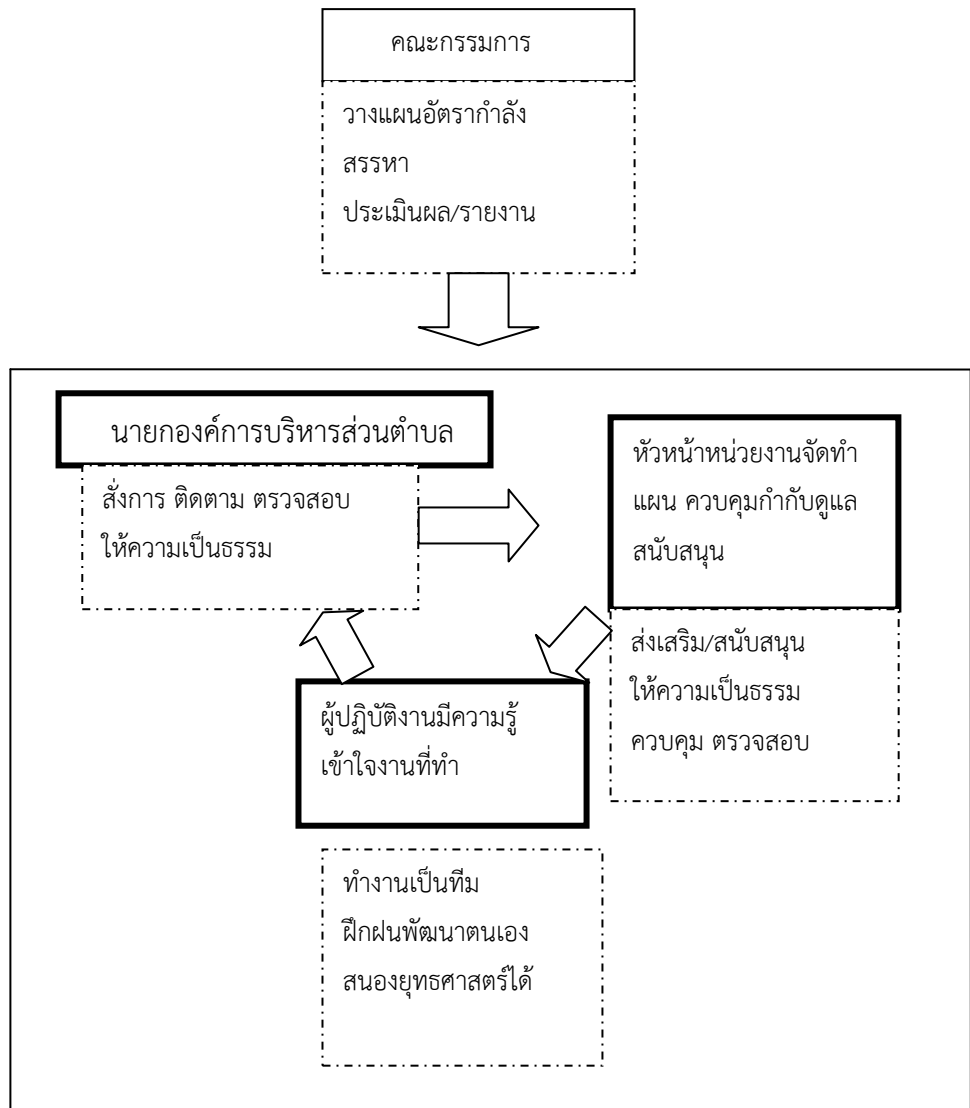 คณะกรรมการ
วางแผนอัตรากำลัง
สรรหา
ประเมินผล/รายงาน
นายกองค์การบริหารส่วนตำบล
สั่งการ ติดตาม ตรวจสอบ
ให้ความเป็นธรรม
หัวหน้าหน่วยงานจัดทำ
แผน ควบคุมกำกับดูแล
สนับสนุน
ส่งเสริม/สนับสนุน
ให้ความเป็นธรรม
ควบคุม ตรวจสอบ
ผู้ปฏิบัติงานมีความรู้
เข้าใจงานที่ทำ
ทำงานเป็นทีม
ฝึกฝนพัฒนาตนเอง
สนองยุทธศาสตร์ได้